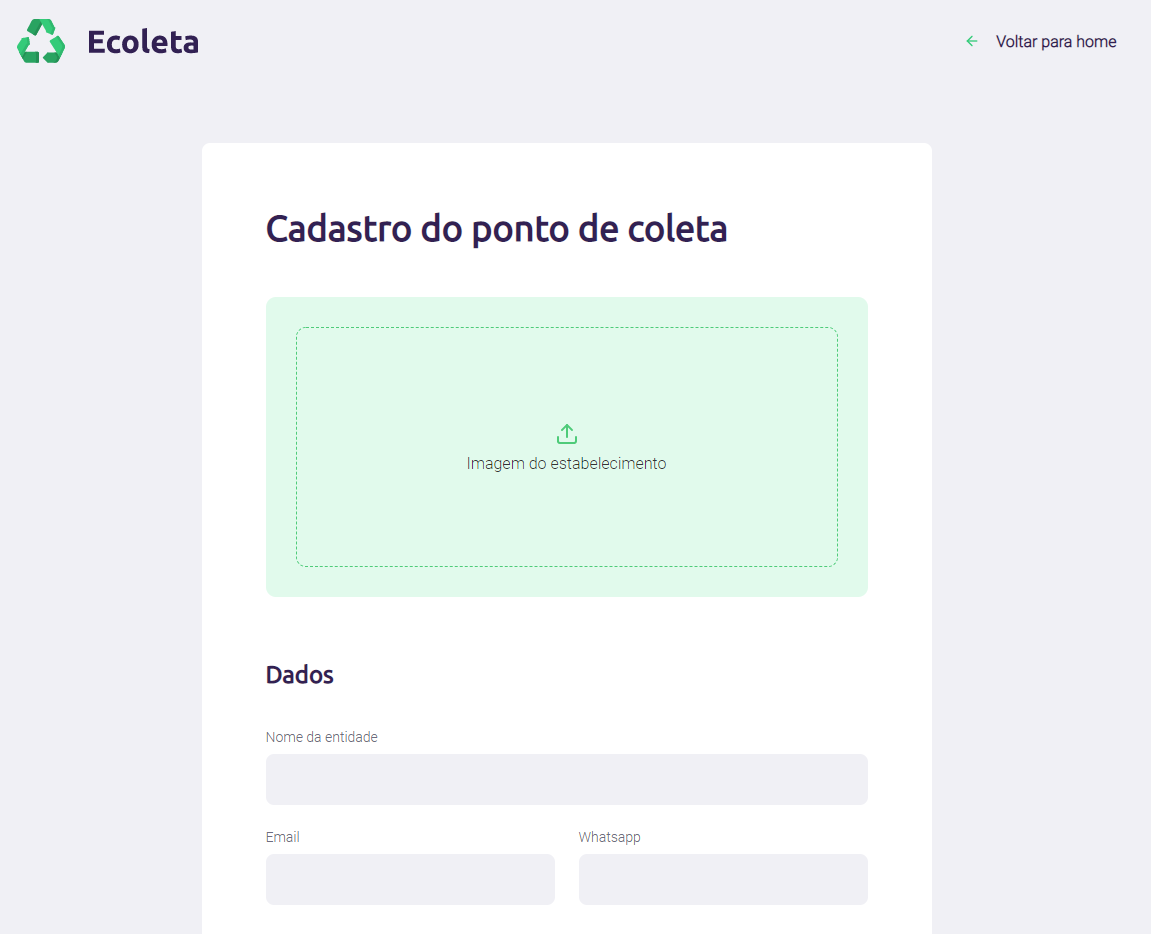 Ecoleta
Voltar para home
Cadastro do ponto de coleta
Imagem do estabelecimento
Dados
Nome da entidade
Email
Whatsapp